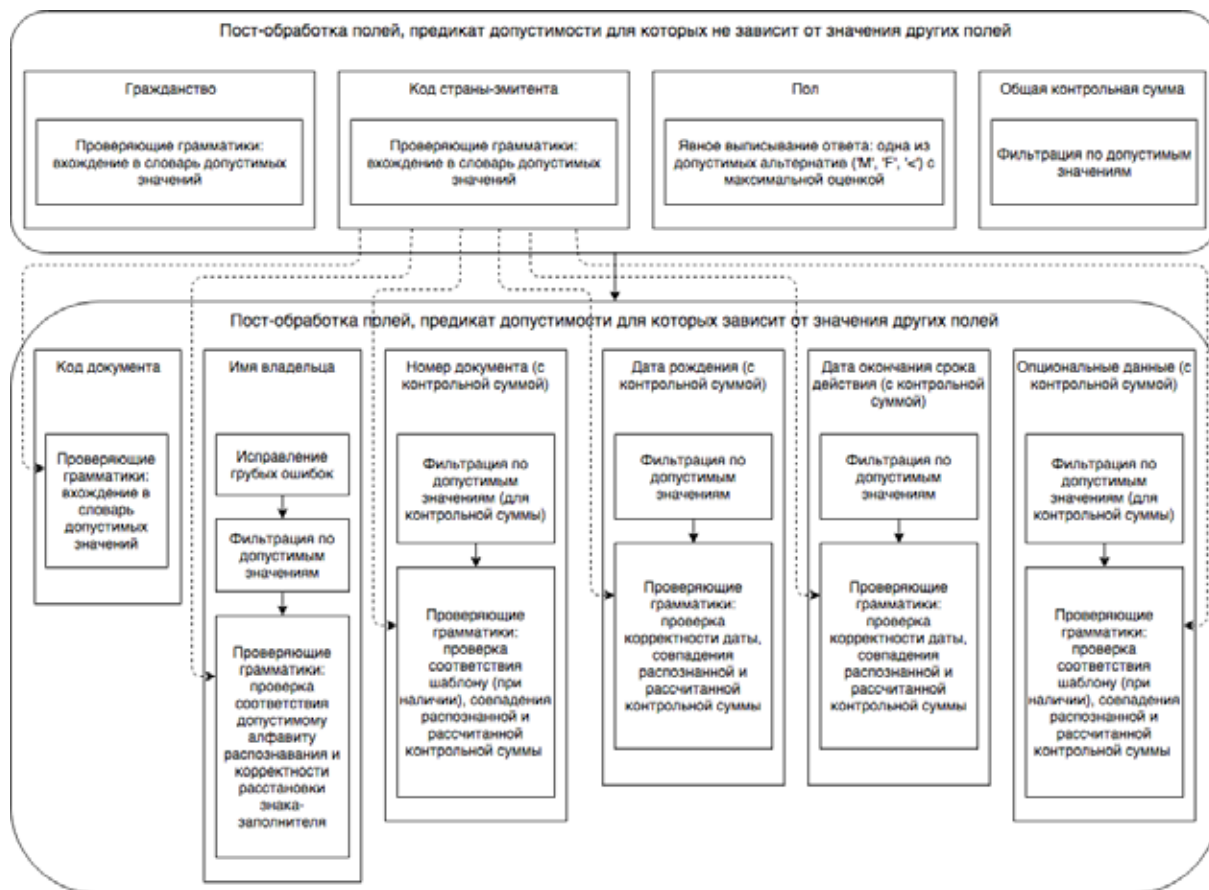 Пост-обработка полей, предикат допустимости для которых не зависит от значения других полей
Гражданство
Проверяющие грамматики:
вхождение в словарь допустимых
значений
Код страны-эмитента
Проверяющие грамматики:
вхождение в словарь допустимых
значений
Пол
Явное выписывание ответа: одна из
допустимых альтернатив ('M', 'F', '<') с
максимальной оценкой
Общая контрольная сумма
Фильтрация по допустимым
значениям
Пост-обработка полей, предикат допустимости для которых зависит от значения других полей
Код документа
Проверяющие
грамматики:
вхождение в
словарь
допустимых
значений
Имя владельца
Исправление
грубых ошибок
Фильтрация по
допустимым
значениям
Проверяющие
грамматики:
проверка
соответствия
допустимому
алфавиту
распознавания и
корректности
расстановки
знака-
заполнителя
Номер документа (с
контрольной суммой)
Фильтрация по
допустимым
значениям (для
контрольной суммы)
Проверяющие
грамматики:
проверка
соответствия
шаблону (при
наличии), совпадения
распознанной и
рассчитанной
контрольной суммы
Дата рождения (с
контрольной суммой)
Фильтрация по
допустимым
значениям
Проверяющие
грамматики:
проверка
корректности даты,
совпадения
распознанной и
рассчитанной
контрольной суммы
Дата окончания срока
действия (с контрольной
суммой)
Фильтрация по
допустимым
значениям
Проверяющие
грамматики:
проверка
корректности даты,
совпадения
распознанной и
рассчитанной
контрольной суммы
Опциональные данные (с
контрольной суммой)
Фильтрация по
допустимым
значениям (для
контрольной суммы)
Проверяющие
грамматики:
проверка
соответствия
шаблону (при
наличии), совпадения
распознанной и
рассчитанной
контрольной суммы